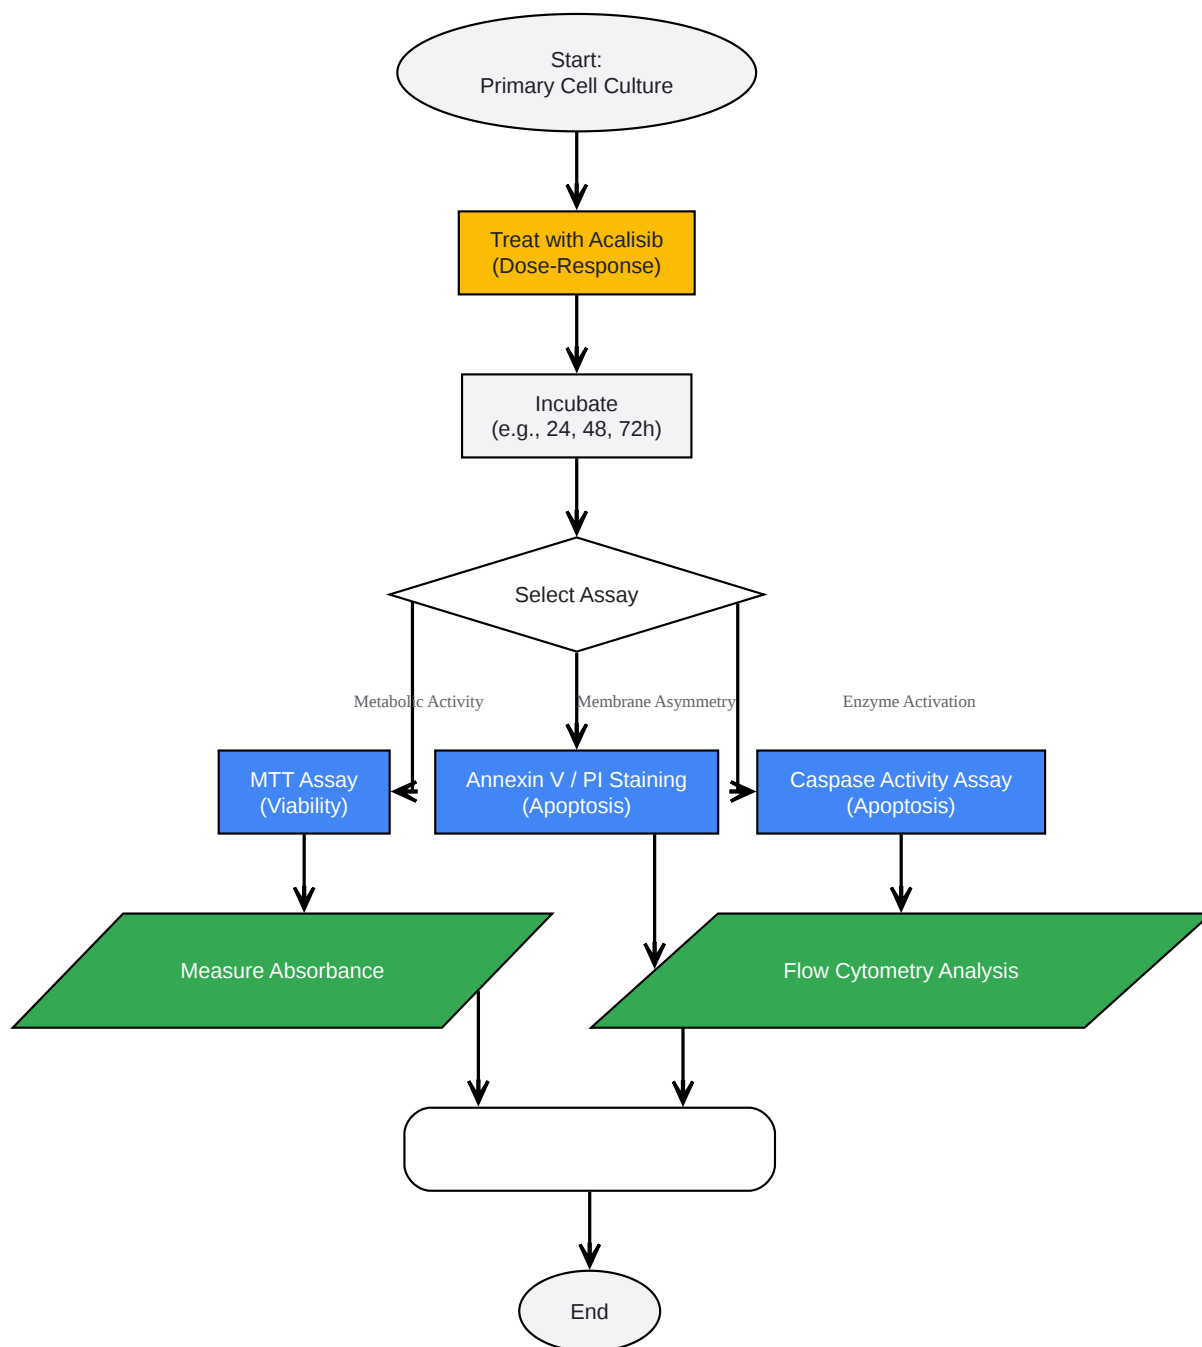 Start:
Primary Cell Culture
Treat with Acalisib
(Dose-Response)
Incubate
(e.g., 24, 48, 72h)
Select Assay
Metabolic Activity
Membrane Asymmetry
Enzyme Activation
MTT Assay
(Viability)
Annexin V / PI Staining
(Apoptosis)
Caspase Activity Assay
(Apoptosis)
Measure Absorbance
Flow Cytometry Analysis
End